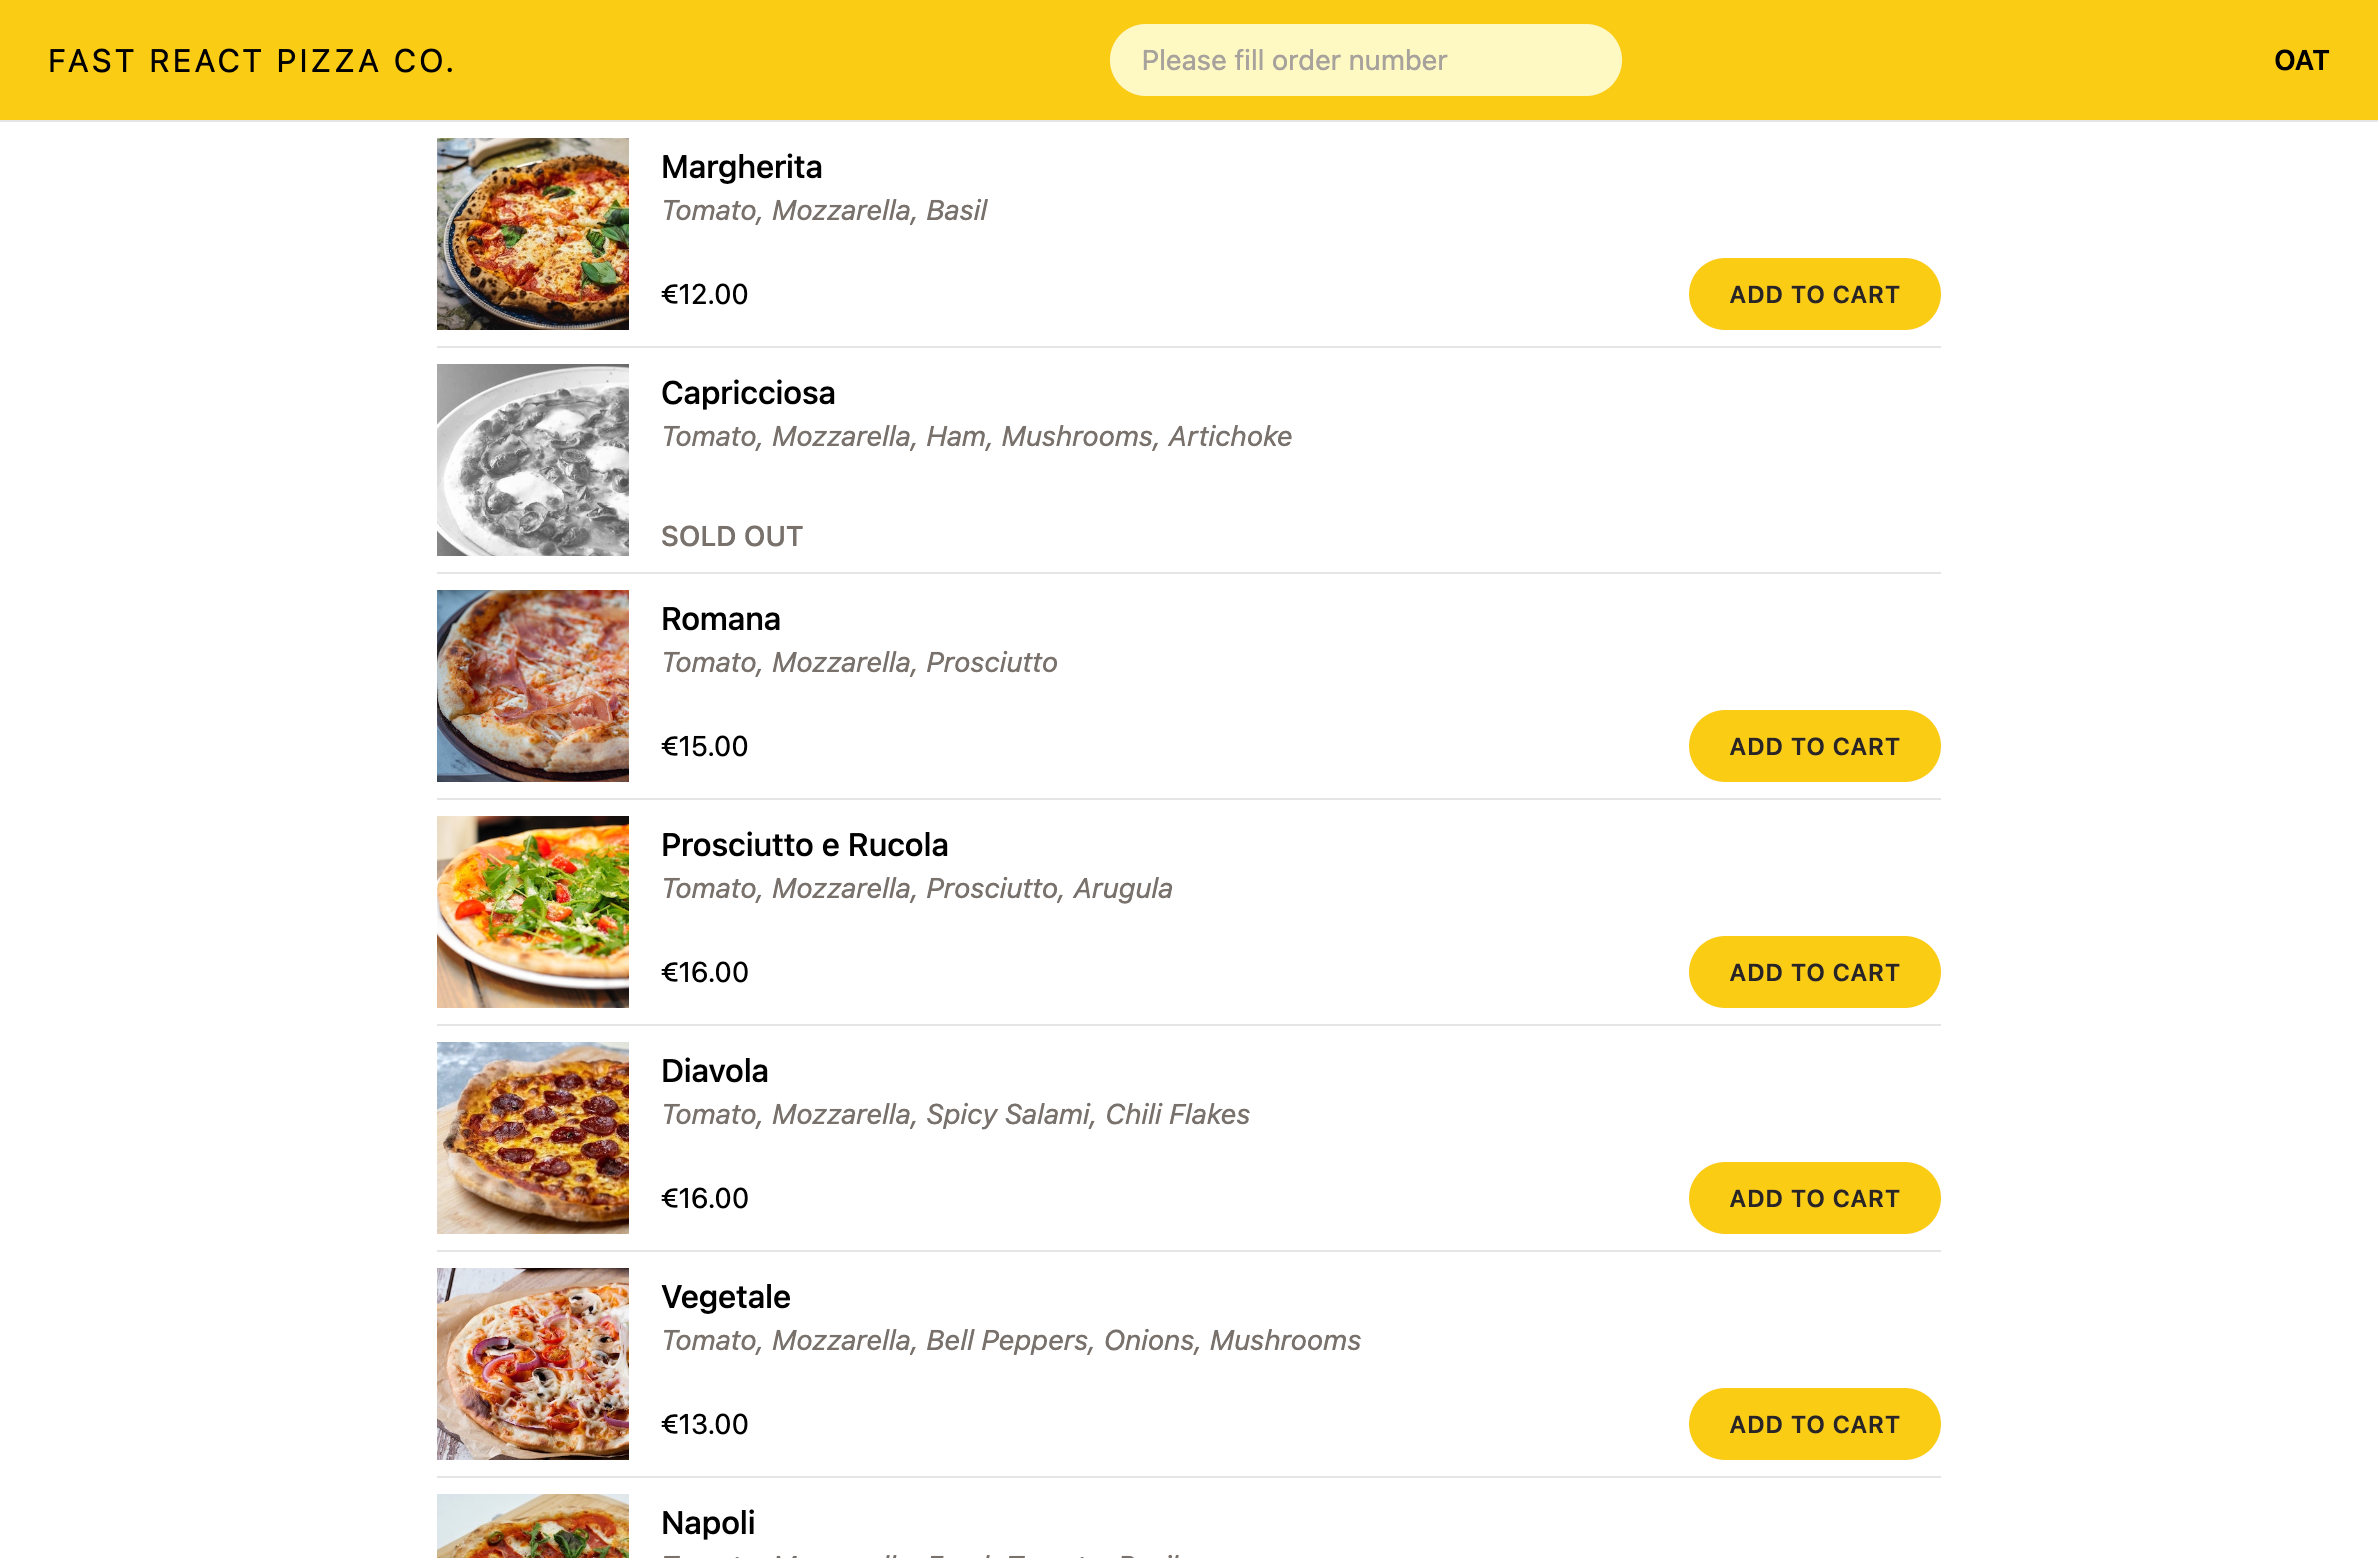 FAST REACT PIZZA CO.
Please fill order number
OAT
Margherita
Tomato, Mozzarella, Basil
€12.00
ADD TO CART
Capricciosa
Tomato, Mozzarella, Ham, Mushrooms, Artichoke
SOLD OUT
Romana
Tomato, Mozzarella, Prosciutto
€15.00
ADD TO CART
Prosciutto e Rucola
Tomato, Mozzarella, Prosciutto, Arugula
€16.00
ADD TO CART
Diavola
Tomato, Mozzarella, Spicy Salami, Chili Flakes
€16.00
ADD TO CART
Vegetale
Tomato, Mozzarella, Bell Peppers, Onions, Mushrooms
€13.00
ADD TO CART
Napoli